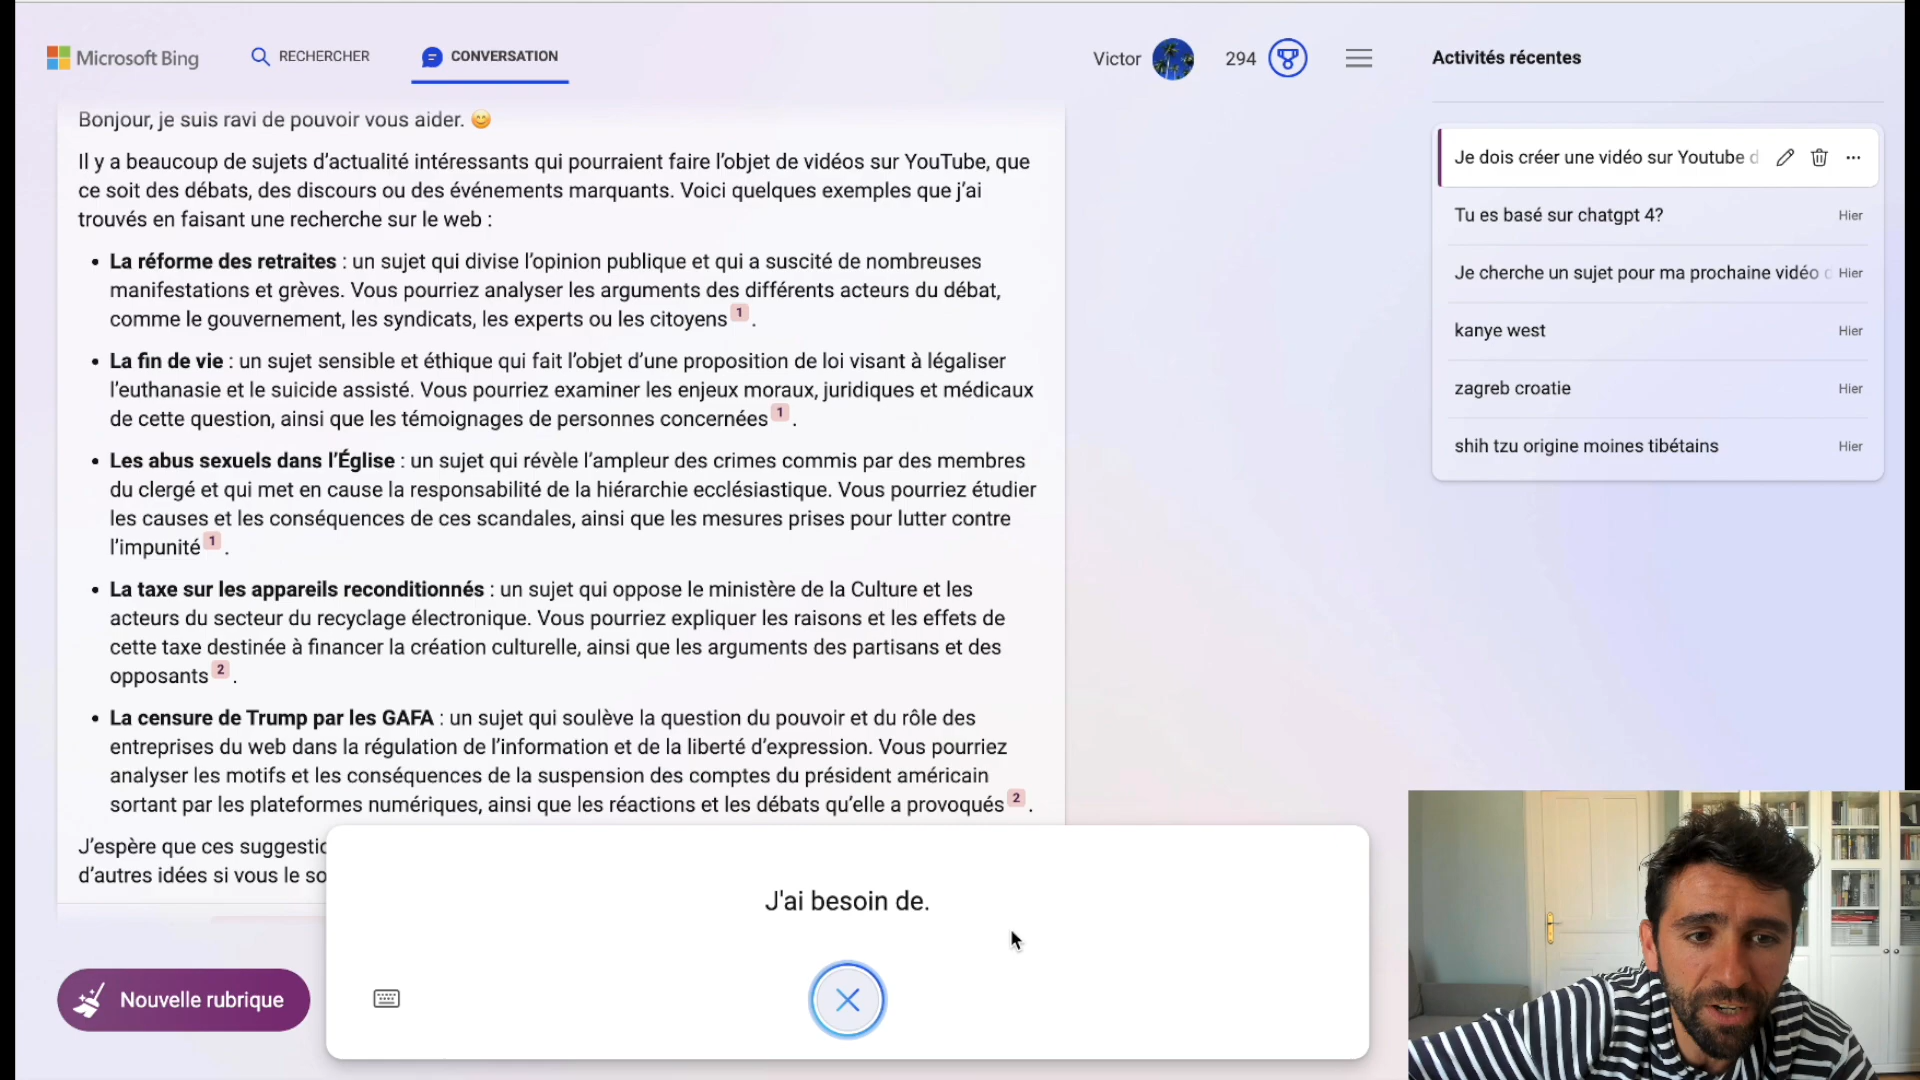 Microsoft Bing
RECHERCHER
CONVERSATION
Victor
294
Activités récentes
Bonjour, je suis ravi de pouvoir vous aider. 😊
Il y a beaucoup de sujets d’actualité intéressants qui pourraient faire l’objet de vidéos sur YouTube, que
ce soit des débats, des discours ou des événements marquants. Voici quelques exemples que j’ai
trouvés en faisant une recherche sur le web :
• La réforme des retraites : un sujet qui divise l’opinion publique et qui a suscité de nombreuses
manifestations et grèves. Vous pourriez analyser les arguments des différents acteurs du débat,
comme le gouvernement, les syndicats, les experts ou les citoyens 1 .
• La fin de vie : un sujet sensible et éthique qui fait l’objet d’une proposition de loi visant à légaliser
l’euthanasie et le suicide assisté. Vous pourriez examiner les enjeux moraux, juridiques et médicaux
de cette question, ainsi que les témoignages de personnes concernées 1 .
• Les abus sexuels dans l’Église : un sujet qui révèle l’ampleur des crimes commis par des membres
du clergé et qui met en cause la responsabilité de la hiérarchie ecclésiastique. Vous pourriez étudier
les causes et les conséquences de ces scandales, ainsi que les mesures prises pour lutter contre
l’impunité 1 .
• La taxe sur les appareils reconditionnés : un sujet qui oppose le ministère de la Culture et les
acteurs du secteur du recyclage électronique. Vous pourriez expliquer les raisons et les effets de
cette taxe destinée à financer la création culturelle, ainsi que les arguments des partisans et des
opposants 2 .
• La censure de Trump par les GAFA : un sujet qui soulève la question du pouvoir et du rôle des
entreprises du web dans la régulation de l’information et de la liberté d’expression. Vous pourriez
analyser les motifs et les conséquences de la suspension des comptes du président américain
sortant par les plateformes numériques, ainsi que les réactions et les débats qu’elle a provoqués 2 .
J’espère que ces suggestio
d’autres idées si vous le so
J'ai besoin de.
Nouvelle rubrique
Je dois créer une vidéo sur Youtube d
Tu es basé sur chatgpt 4? Hier
Je cherche un sujet pour ma prochaine vidéo Hier
kanye west Hier
zagreb croatie Hier
shih tzu origine moines tibétains Hier